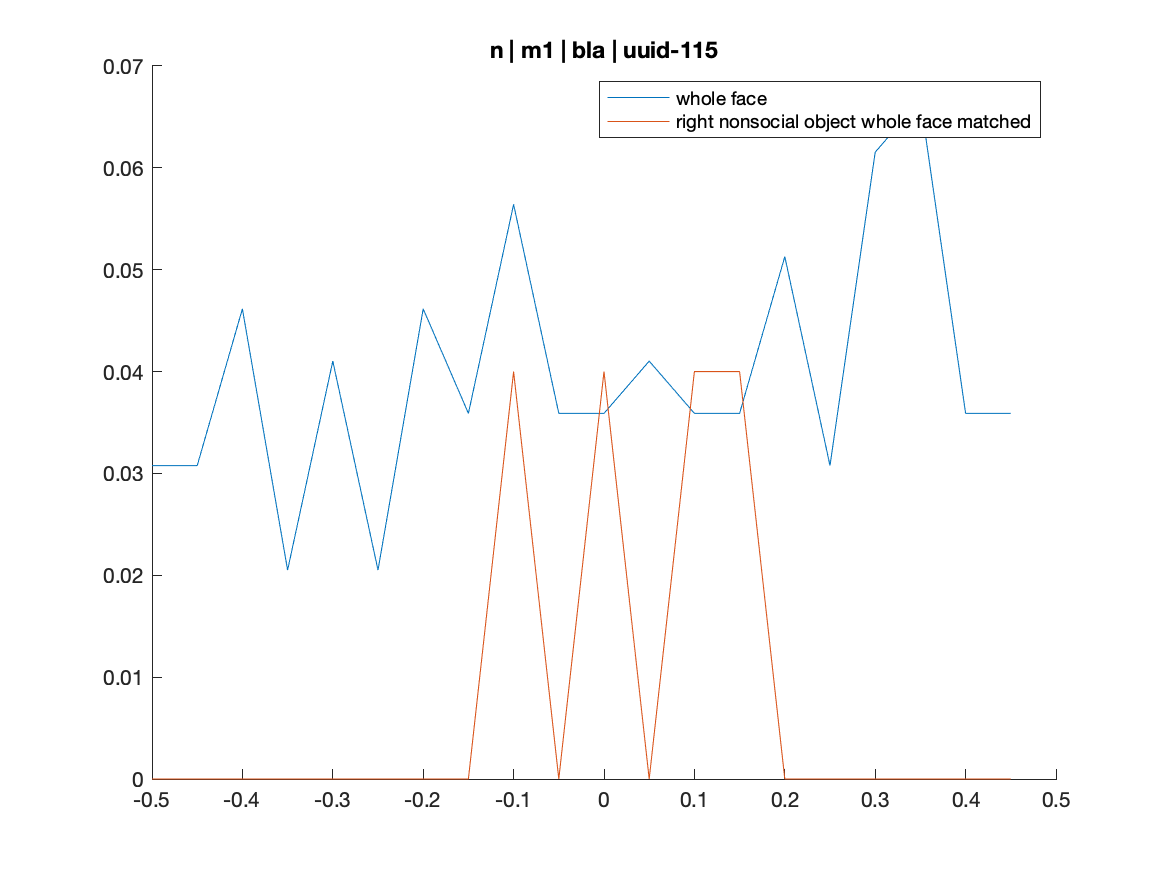 n | m1 | bla | uuid-115
0.07
whole face
right nonsocial object whole face matched
0.06
0.05
0.04
0.03
0.02
0.01
0
-0.5 -0.4 -0.3 -0.2 -0.1 0 0.1 0.2 0.3 0.4 0.5